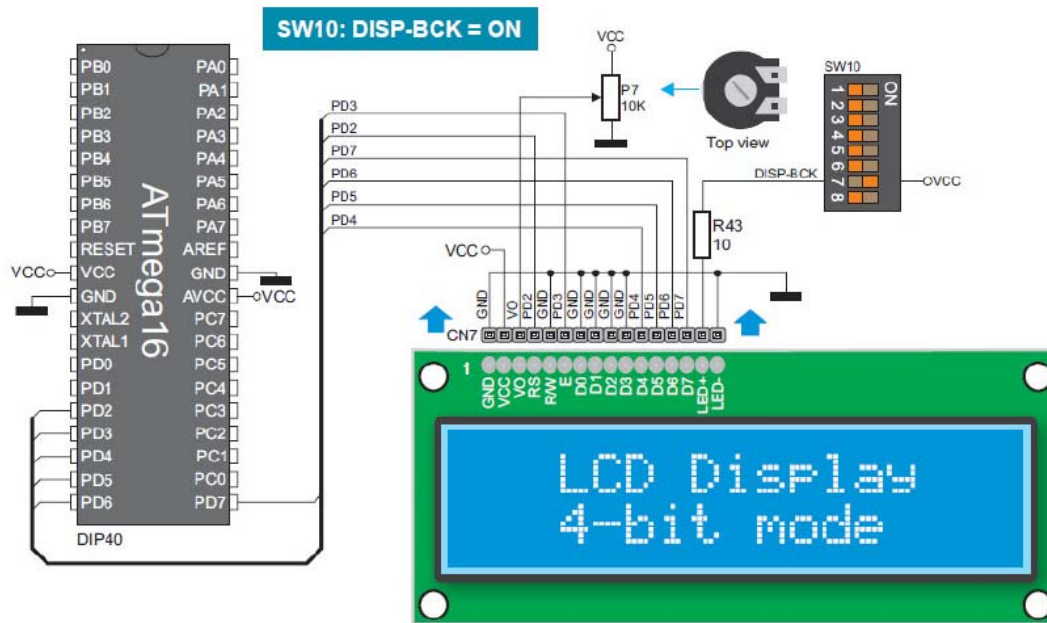 SW10: DISP-BCK = ON
VCC
P7
10K
Top view
SW10
ON
1
2
3
4
5
6
7
8
DISP-BCK
VCC
R43
10
PB0 PA0
PB1 PA1
PB2 PA2
PB3 PA3
PB4 PA4
PB5 PA5
PB6 PA6
PB7 PA7
RESET AREF
VCC VCC GND
GND AVCC VCC
XTAL2 PC7
XTAL1 PC6
PD0 PC5
PD1 PC4
PD2 PC3
PD3 PC2
PD4 PC1
PD5 PC0
PD6 PD7
ATmega16
DIP40
PD3
PD2
PD7
PD6
PD5
PD4
VCC
GND
VO
PD2
GND
PD3
GND
GND
GND
GND
PD4
PD5
PD6
PD7
CN7
1
GND
VCC
VO
RS
R/W
E
D0
D1
D2
D3
D4
D5
D6
D7
LED+
LED-
LCD Display
4-bit mode